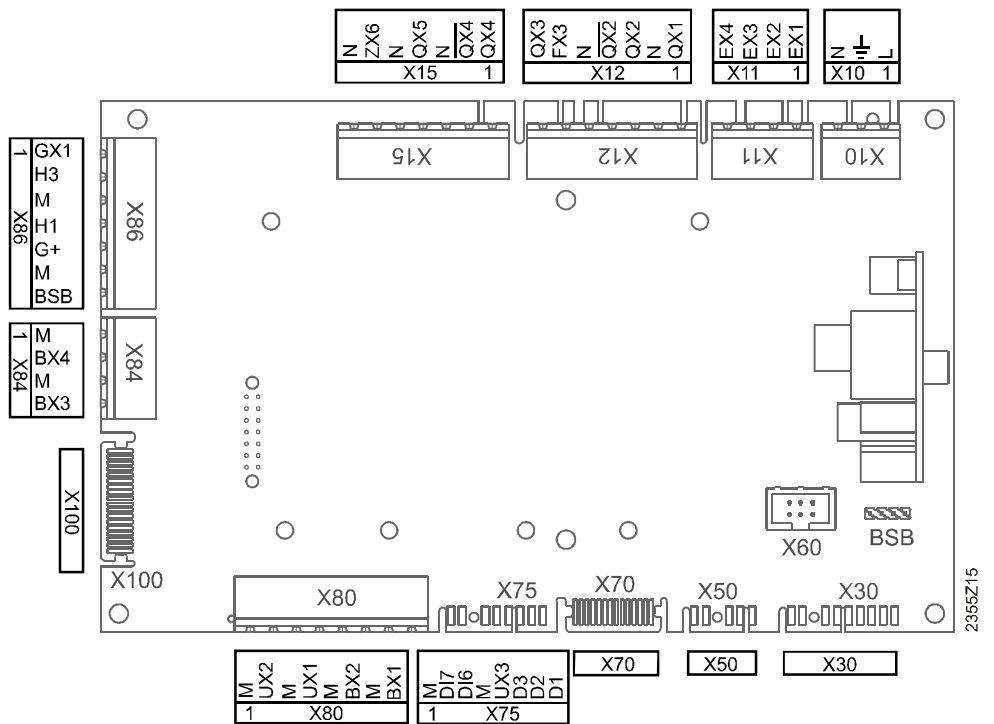 N ZX6 N QX5 N Q̅X̅4̅ QX4
X15 1
QX3 FX3 N Q̅X̅2̅ QX2 N QX1
X12 1
EX4 EX3 EX2 EX1
X11 1
N ⏚ L
X10 1
X15 X12 X11 X10
1 X86
GX1
H3
M
H1
G+
M
BSB
X86
1 X84
M
BX4
M
BX3
X84
X100
X100
X60
BSB
X80 X75 X70 X50 X30
M UX2 M UX1 M BX2 M BX1
1 X80
M DI7 DI6 M UX3 D3 D2 D1
1 X75
X70
X50
X30
2355Z15